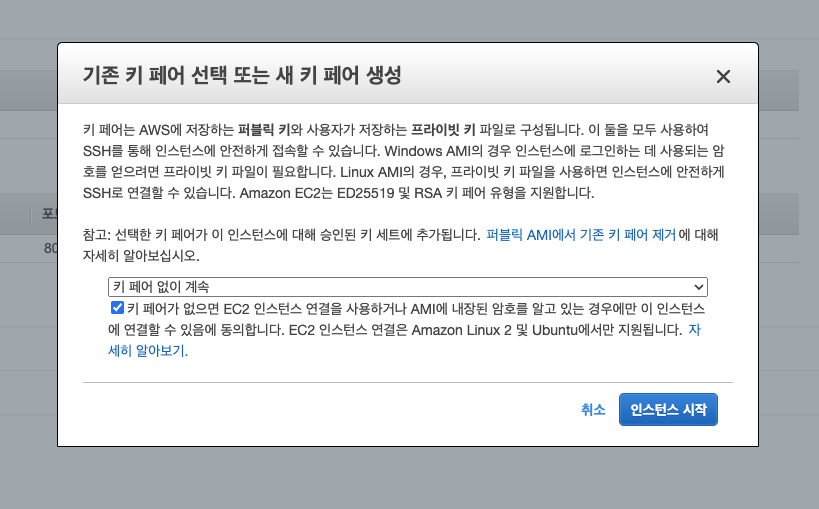 기존 키 페어 선택 또는 새 키 페어 생성
키 페어는 AWS에 저장하는 퍼블릭 키와 사용자가 저장하는 프라이빗 키 파일로 구성됩니다. 이 둘을 모두 사용하여
SSH를 통해 인스턴스에 안전하게 접속할 수 있습니다. Windows AMI의 경우 인스턴스에 로그인하는 데 사용되는 암
호를 얻으려면 프라이빗 키 파일이 필요합니다. Linux AMI의 경우, 프라이빗 키 파일을 사용하면 인스턴스에 안전하게
SSH로 연결할 수 있습니다. Amazon EC2는 ED25519 및 RSA 키 페어 유형을 지원합니다.
참고: 선택한 키 페어가 이 인스턴스에 대해 승인된 키 세트에 추가됩니다. 퍼블릭 AMI에서 기존 키 페어 제거 에 대해
자세히 알아보십시오.
키 페어 없이 계속
키 페어가 없으면 EC2 인스턴스 연결을 사용하거나 AMI에 내장된 암호를 알고 있는 경우에만 이 인스턴스
에 연결할 수 있음에 동의합니다. EC2 인스턴스 연결은 Amazon Linux 2 및 Ubuntu에서만 지원됩니다. 자
세히 알아보기.
취소 인스턴스 시작
80